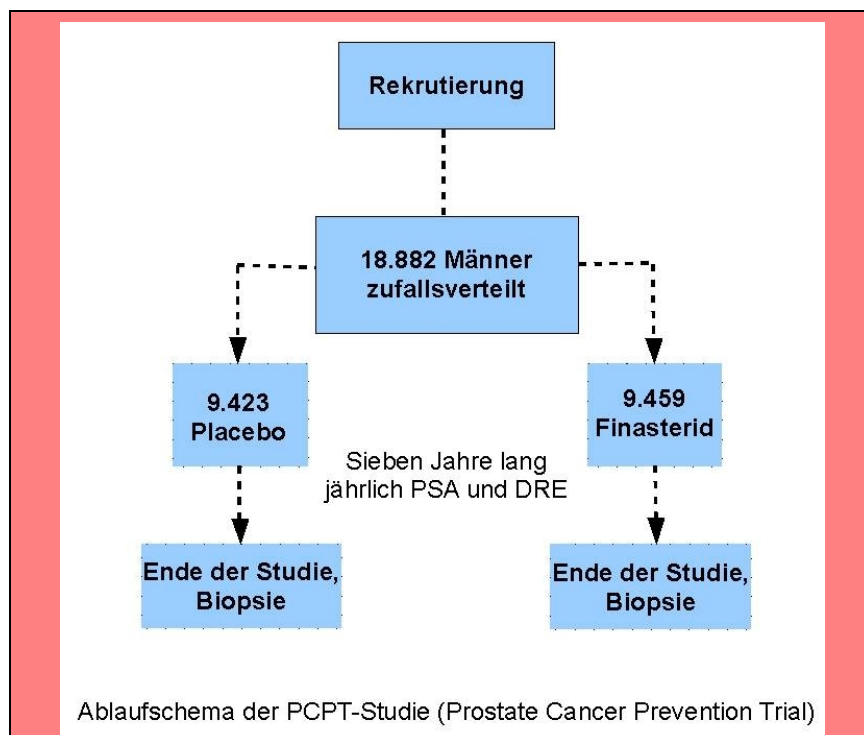 Rekrutierung
18.882 Männer
zufallsverteilt
9.423
Placebo
9.459
Finasterid
Sieben Jahre lang
jährlich PSA und DRE
Ende der Studie,
Biopsie
Ende der Studie,
Biopsie
Ablaufschema der PCPT-Studie (Prostate Cancer Prevention Trial)